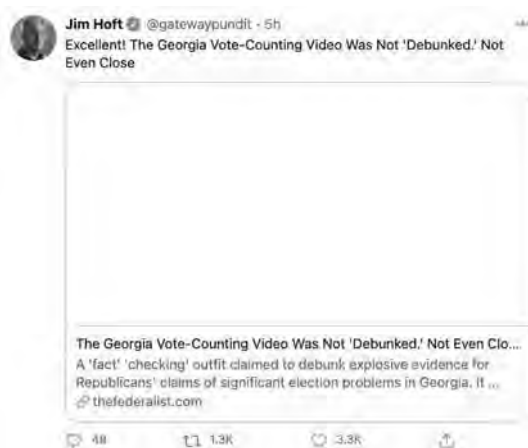 Jim Hoft @gatewaypundit · 5h
Excellent! The Georgia Vote-Counting Video Was Not 'Debunked.' Not
Even Close
The Georgia Vote-Counting Video Was Not 'Debunked.' Not Even Clo...
A 'fact' 'checking' outfit claimed to debunk explosive evidence for
Republicans' claims of significant election problems in Georgia. It ...
thefederalist.com
48 1.3K 3.3K